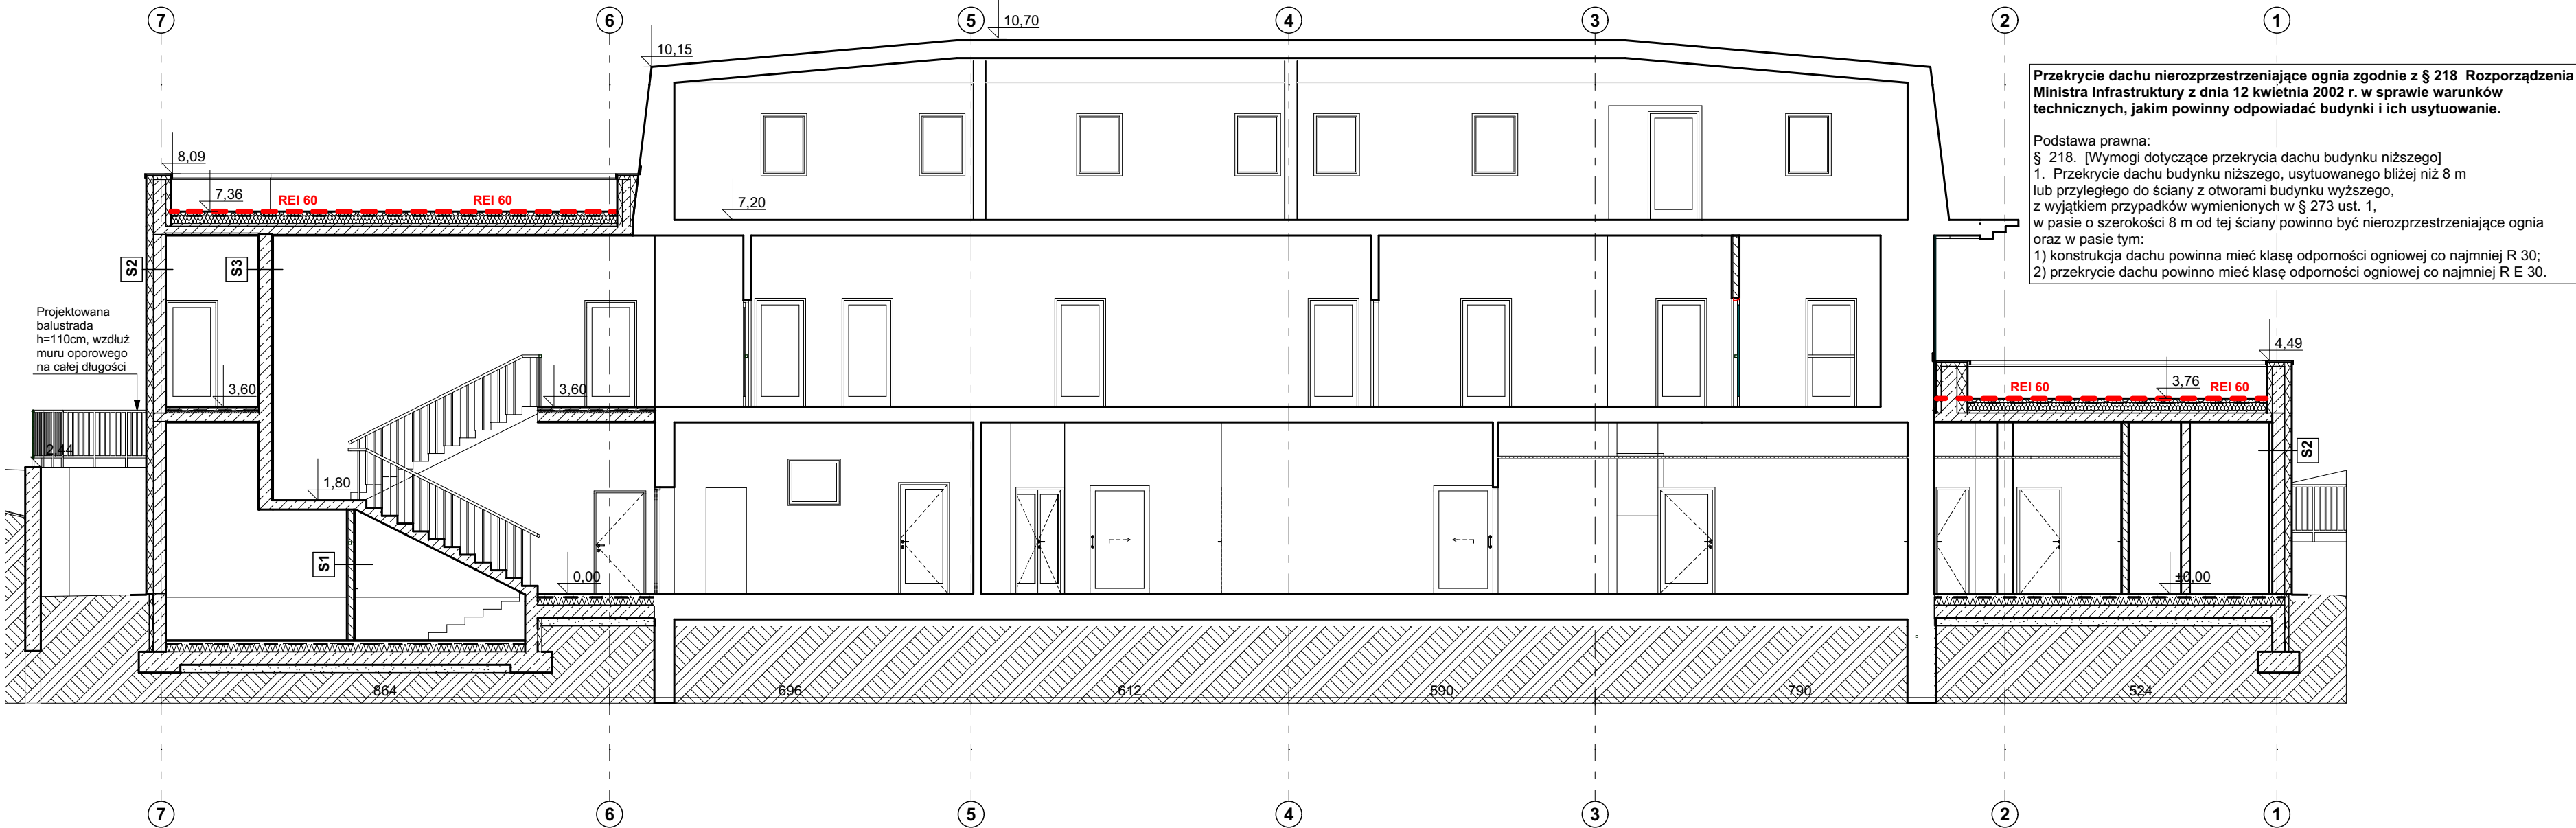 7
6
5
4
3
2
1
10,70
10,15
Przekrycie dachu nierozprzestrzeniające ognia zgodnie z § 218 Rozporządzenia
Ministra Infrastruktury z dnia 12 kwietnia 2002 r. w sprawie warunków
technicznych, jakim powinny odpowiadać budynki i ich usytuowanie.
Podstawa prawna:
§ 218. [Wymogi dotyczące przekrycia dachu budynku niższego]
1. Przekrycie dachu budynku niższego, usytuowanego bliżej niż 8 m
lub przyległego do ściany z otworami budynku wyższego,
z wyjątkiem przypadków wymienionych w § 273 ust. 1,
w pasie o szerokości 8 m od tej ściany powinno być nierozprzestrzeniające ognia
oraz w pasie tym:
1) konstrukcja dachu powinna mieć klasę odporności ogniowej co najmniej R 30;
2) przekrycie dachu powinno mieć klasę odporności ogniowej co najmniej R E 30.
8,09
7,36
REI 60
REI 60
7,20
S2
S3
Projektowana
balustrada
h=110cm, wzdłuż
muru oporowego
na całej długości
4,49
3,60
3,60
REI 60
3,76
REI 60
2,44
S2
1,80
S1
0,00
±0,00
864
696
612
590
790
524
7
6
5
4
3
2
1